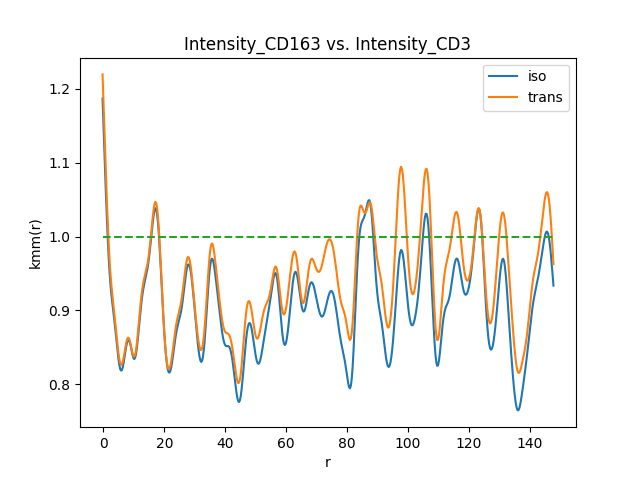 Intensity_CD163 vs. Intensity_CD3
iso
trans
1.2
1.1
1.0
0.9
0.8
kmm(r)
0 20 40 60 80 100 120 140
r